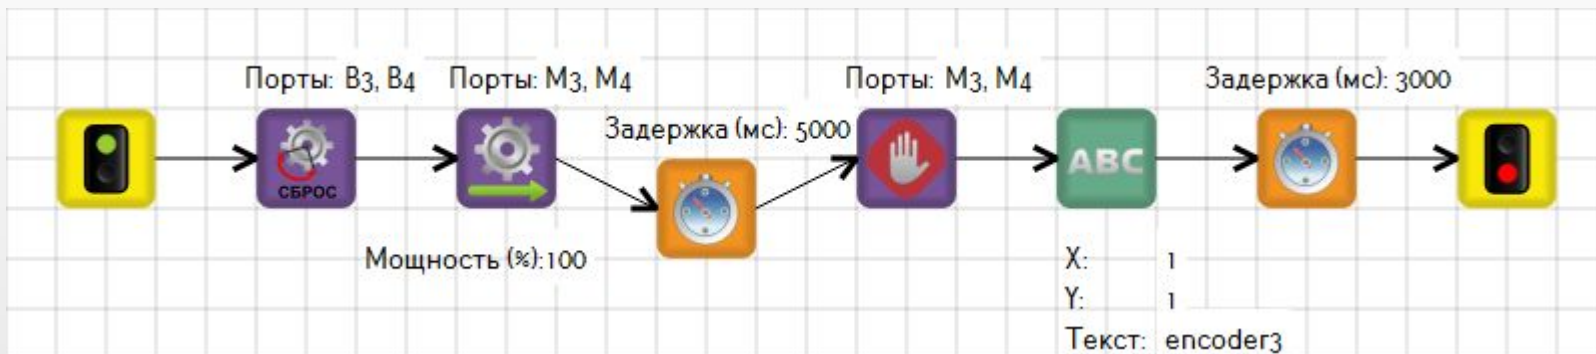 Порты: B3, B4
Порты: M3, M4
Порты: M3, M4
Задержка (мс): 3000
Задержка (мс): 5000
СБРОС
ABC
Мощность (%):100
X: 1
Y: 1
Текст: encoder3